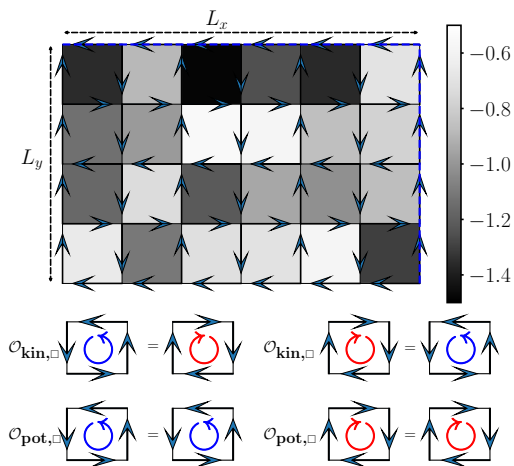 L_x
L_y
−0.6
−0.8
−1.0
−1.2
−1.4
𝒪_kin,□ = 𝒪_kin,□ =
𝒪_pot,□ = 𝒪_pot,□ =